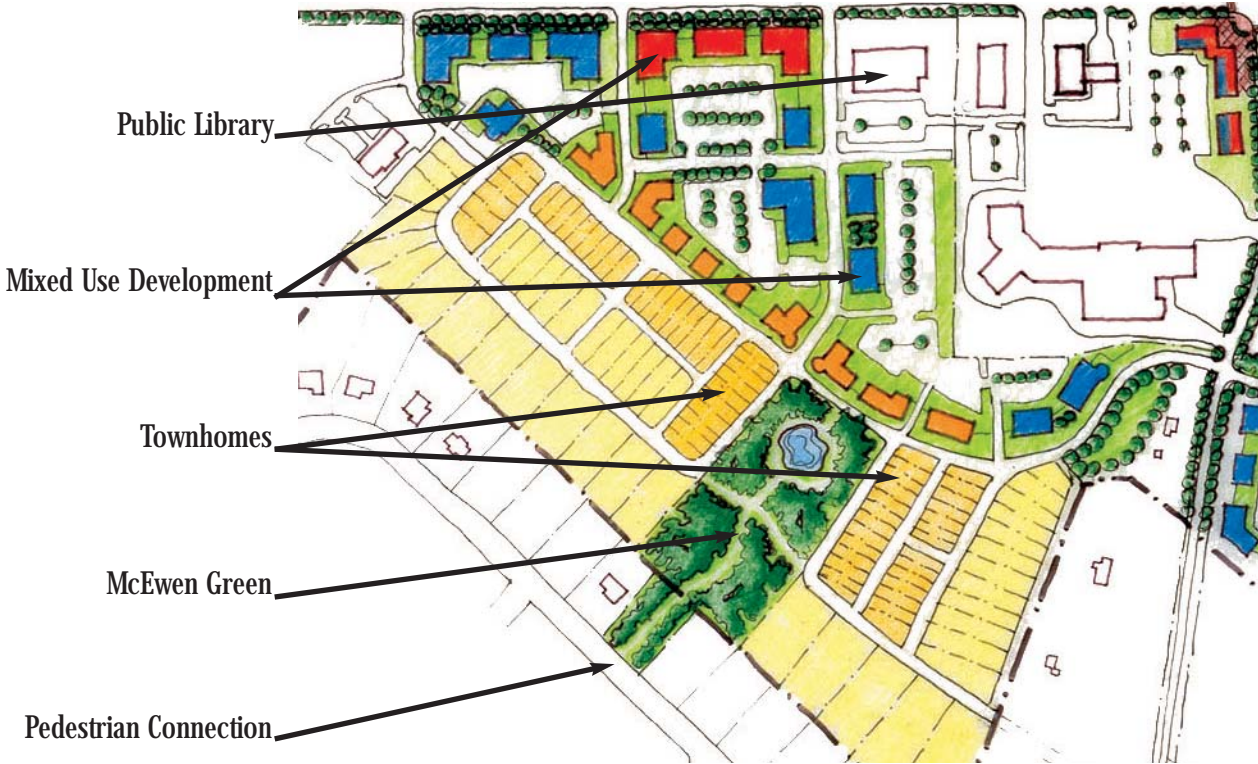 Public Library
Mixed Use Development
Townhomes
McEwen Green
Pedestrian Connection